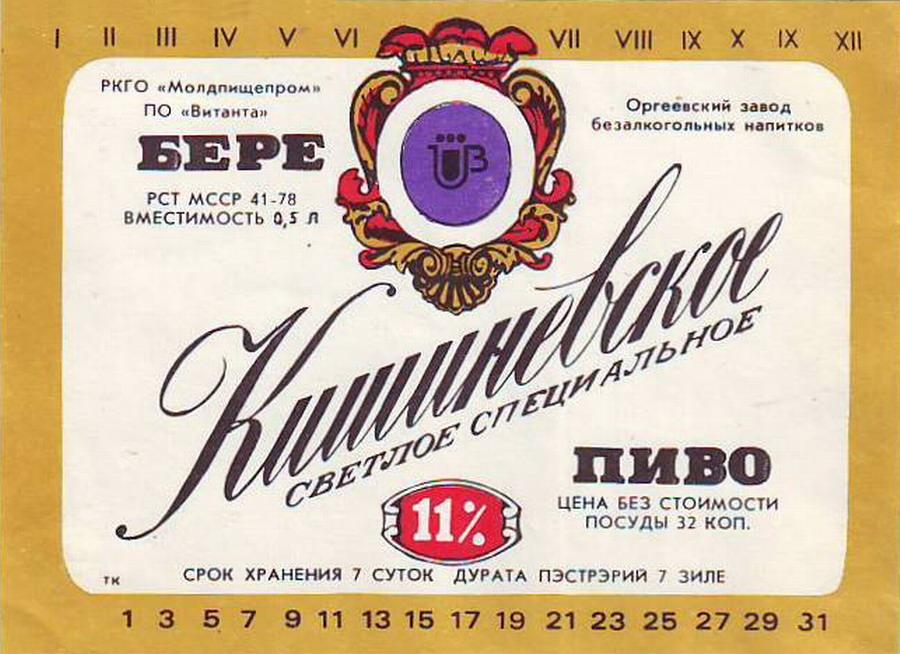 I II III IV V VI VII VIII IX X IX XII
РКГО «Молдпищепром»
ПО «Витанта»
БЕРЕ
РСТ МССР 41-78
ВМЕСТИМОСТЬ 0,5 Л
Оргеевский завод
безалкогольных напитков
Кишиневское
СВЕТЛОЕ СПЕЦИАЛЬНОЕ
ПИВО
ЦЕНА БЕЗ СТОИМОСТИ
ПОСУДЫ 32 КОП.
11%
СРОК ХРАНЕНИЯ 7 СУТОК ДУРАТА ПЭСТРЭРИЙ 7 ЗИЛЕ
ТК
1 3 5 7 9 11 13 15 17 19 21 23 25 27 29 31